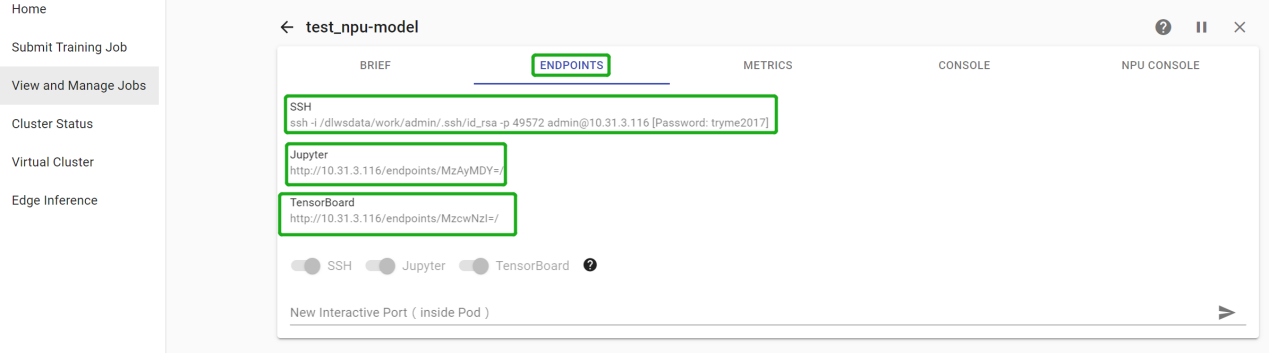 Home
Submit Training Job
View and Manage Jobs
Cluster Status
Virtual Cluster
Edge Inference
test_npu-model
BRIEF
ENDPOINTS
METRICS
CONSOLE
NPU CONSOLE
SSH
ssh -i /dlwsdata/work/admin/.ssh/id_rsa -p 49572 admin@10.31.3.116 [Password: tryme2017]
Jupyter
http://10.31.3.116/endpoints/MzAyMDY=/
TensorBoard
http://10.31.3.116/endpoints/MzcwNzI=/
SSH
Jupyter
TensorBoard
New Interactive Port ( inside Pod )